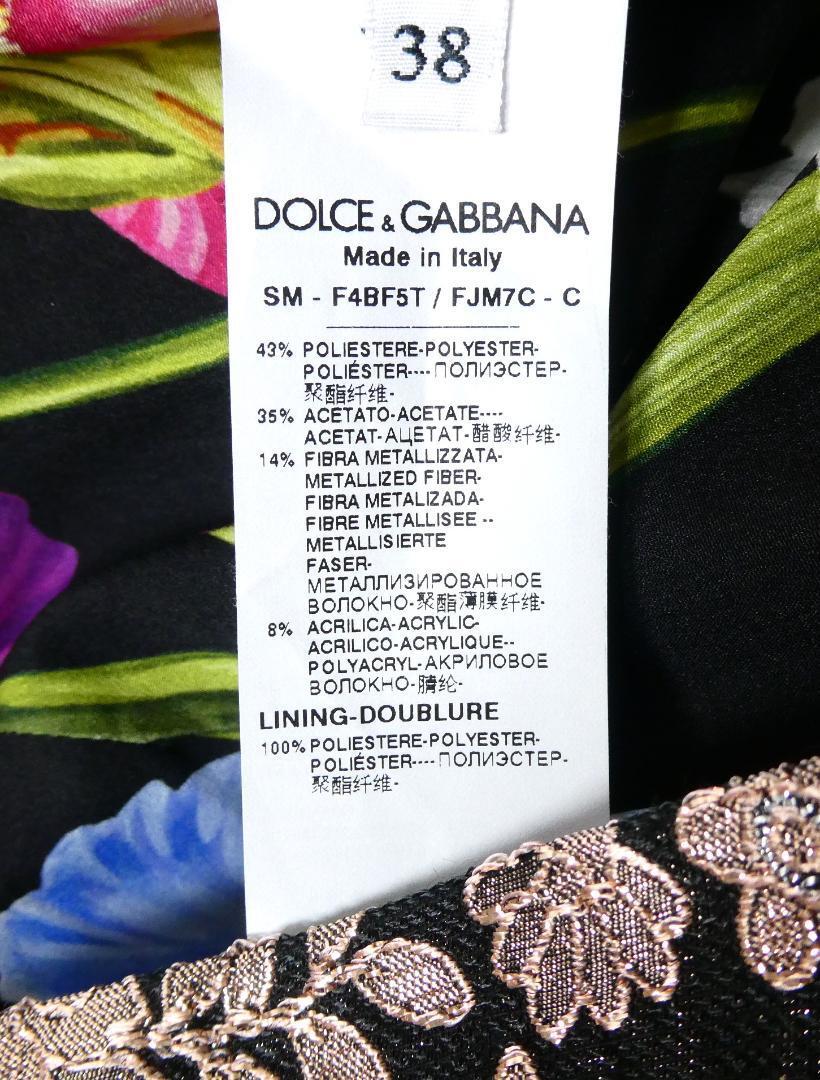 38
DOLCE & GABBANA
Made in Italy
SM - F4BF5T / FJM7C - C
43% POLIESTERE-POLYESTER-
POLIÉSTER----ПОЛИЭСТЕР-
聚酯纤维-
35% ACETATO-ACETATE----
ACETAT-АЦЕТАТ-醋酸纤维-
14% FIBRA METALLIZZATA-
METALLIZED FIBER-
FIBRA METALIZADA-
FIBRE METALLISEE --
METALLISIERTE
FASER-
МЕТАЛЛИЗИРОВАННОЕ
ВОЛОКНО-聚酯薄膜纤维-
8% ACRILICA-ACRYLIC-
ACRILICO-ACRYLIQUE--
POLYACRYL-АКРИЛОВОЕ
ВОЛОКНО-腈纶-
LINING-DOUBLURE
100% POLIESTERE-POLYESTER-
POLIÉSTER----ПОЛИЭСТЕР-
聚酯纤维-